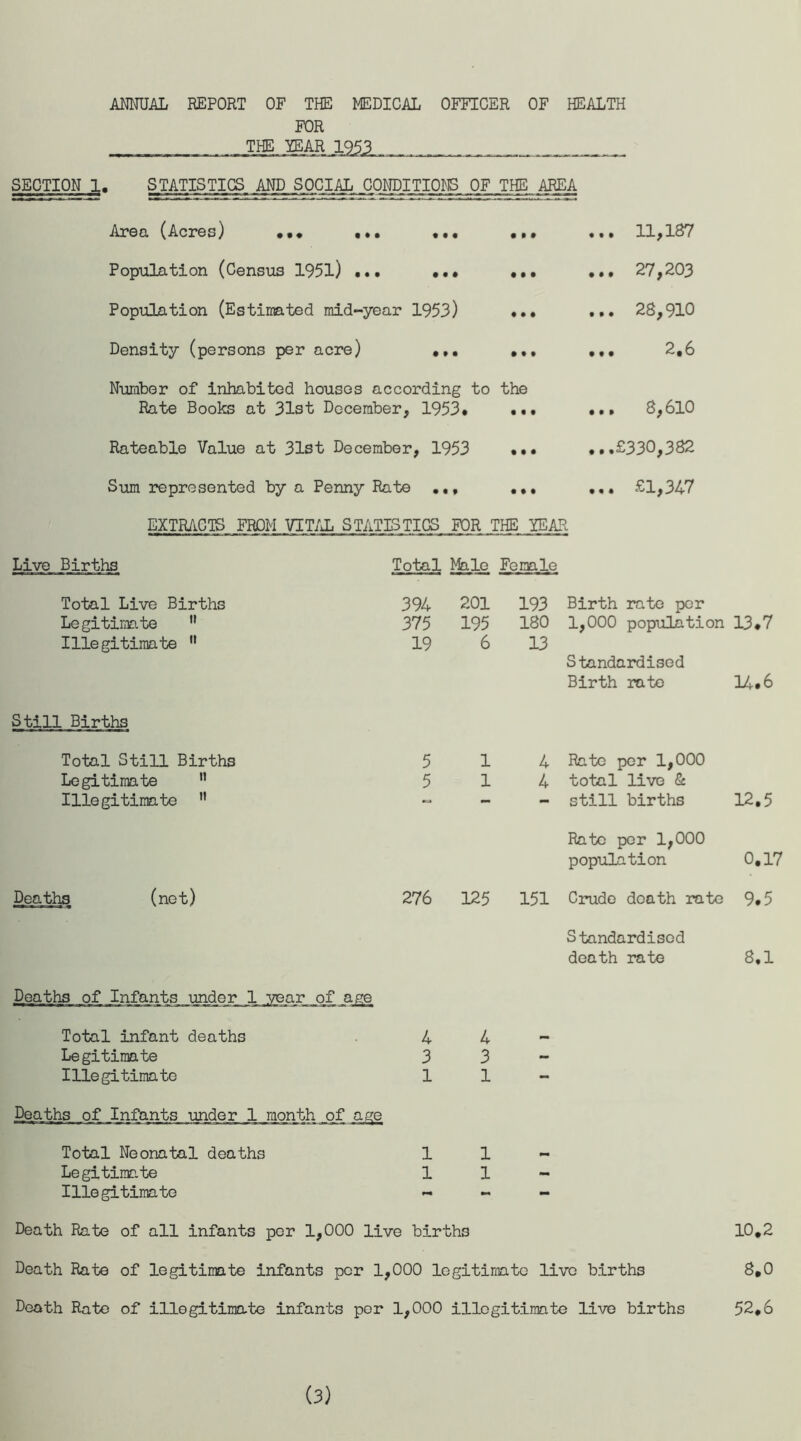 ANNUAL REPORT OF THE MEDICAL OFFICER OF HEALTH
FOR
THE YEAR 1953
SECTION 1. STATISTICS AND SOCIAL CONDITIONS OF THE AREA
Area (Acres) ... ... ... ... ... 11,187
Population (Census 1951) ... ... ... ... 27,203
Population (Estimated mid-year 1953) ... ... 28,910
Density (persons per acre) ... ... ... 2.6
Number of inhabited houses according to the
Rate Books at 31st December, 1953. ... ... 8,610
Rateable Value at 31st December, 1953 ... ...£330,382
Sum represented by a Penny Rate ... ... ... £1,347
EXTRACTS FROM VITAL STATISTICS FOR THE YEAR
Live Births Total Male Female
Total Live Births 394 201 193 Birth rate per
Legitimate " 375 195 180 1,000 population 13.7
Illegitimate " 19 6 13
Standardised
Birth rate 14.6
Still Births
Total Still Births 5 1 4 Rate per 1,000
Legitimate " 5 1 4 total live &
Illegitimate " - - - still births 12.5
Rate per 1,000
population 0.17
Deaths (net) 276 125 151 Crude death rate 9.5
Standardised
death rate 8.1
Deaths of Infants under 1 year of age
Total infant deaths 4 4 -
Legitimate 3 3 -
Illegitimate 1 1 -
Deaths of Infants under 1 month of age
Total Neonatal deaths 1 1 -
Legitimate 1 1 -
Illegitimate - - -
Death Rate of all infants per 1,000 live births 10.2
Death Rate of legitimate infants per 1,000 legitimate live births 8.0
Death Rate of illegitimate infants per 1,000 illegitimate live births 52.6
(3)